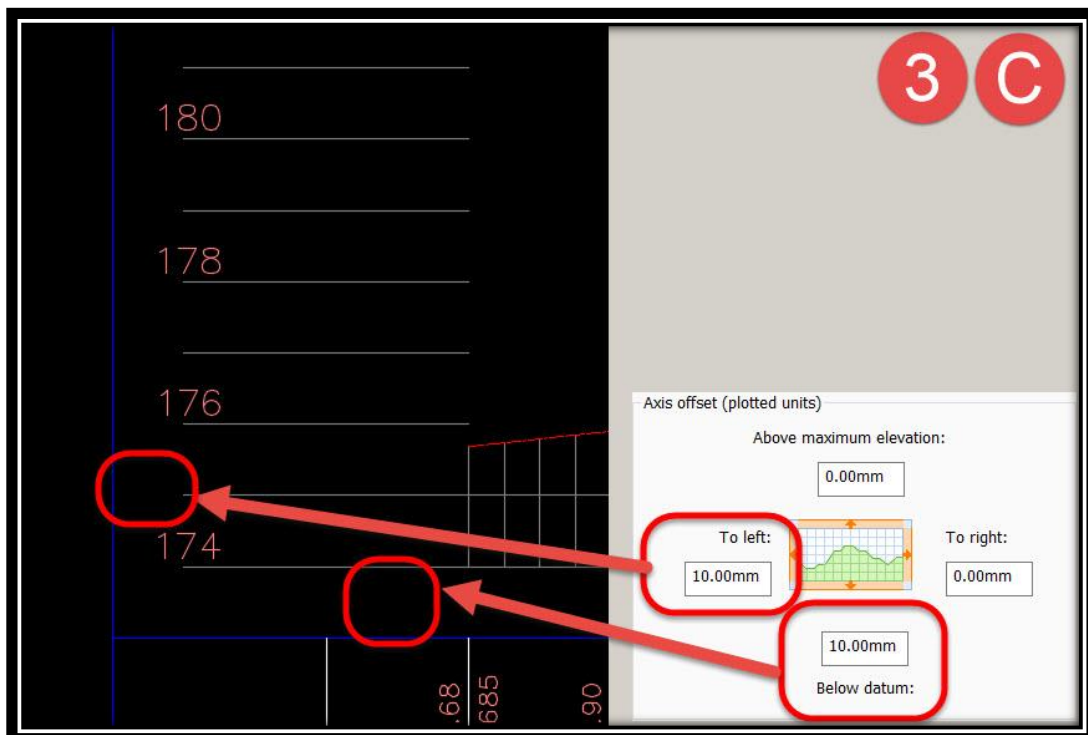 3 C
180
178
176
174
.68
685
.90
Axis offset (plotted units)
Above maximum elevation:
0.00mm
To left:
10.00mm
To right:
0.00mm
10.00mm
Below datum: